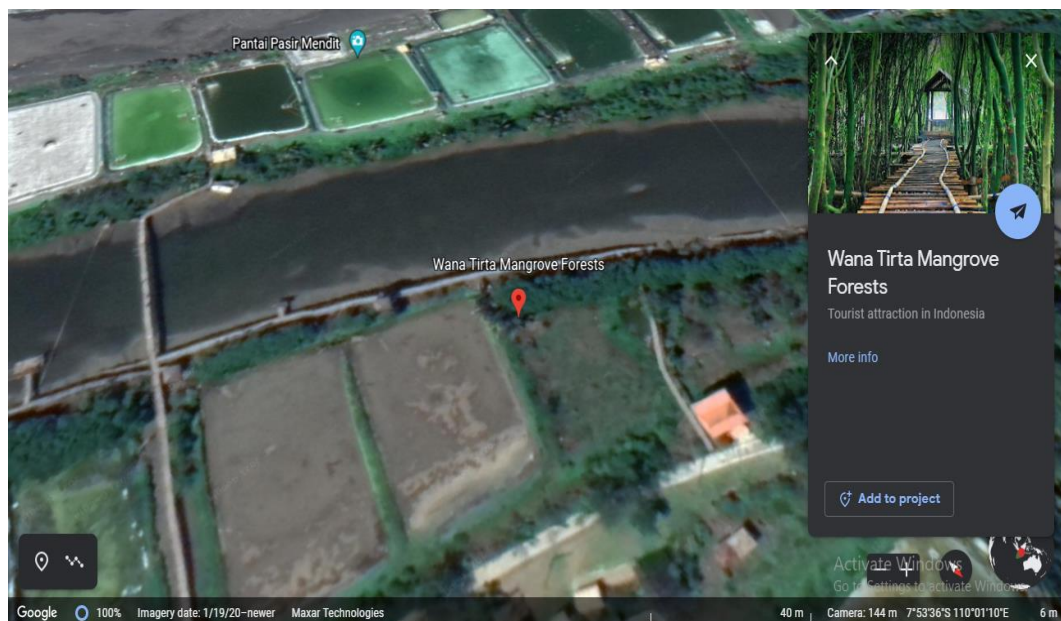 Pantai Pasir Mendit
Wana Tirta Mangrove Forests
Wana Tirta Mangrove
Forests
Tourist attraction in Indonesia
More info
Add to project
Activate Windows
Go to Settings to activate Windows.
Google 100% Imagery date: 1/19/20–newer Maxar Technologies 40 m Camera: 144 m 7°53'36"S 110°01'10"E 6 m